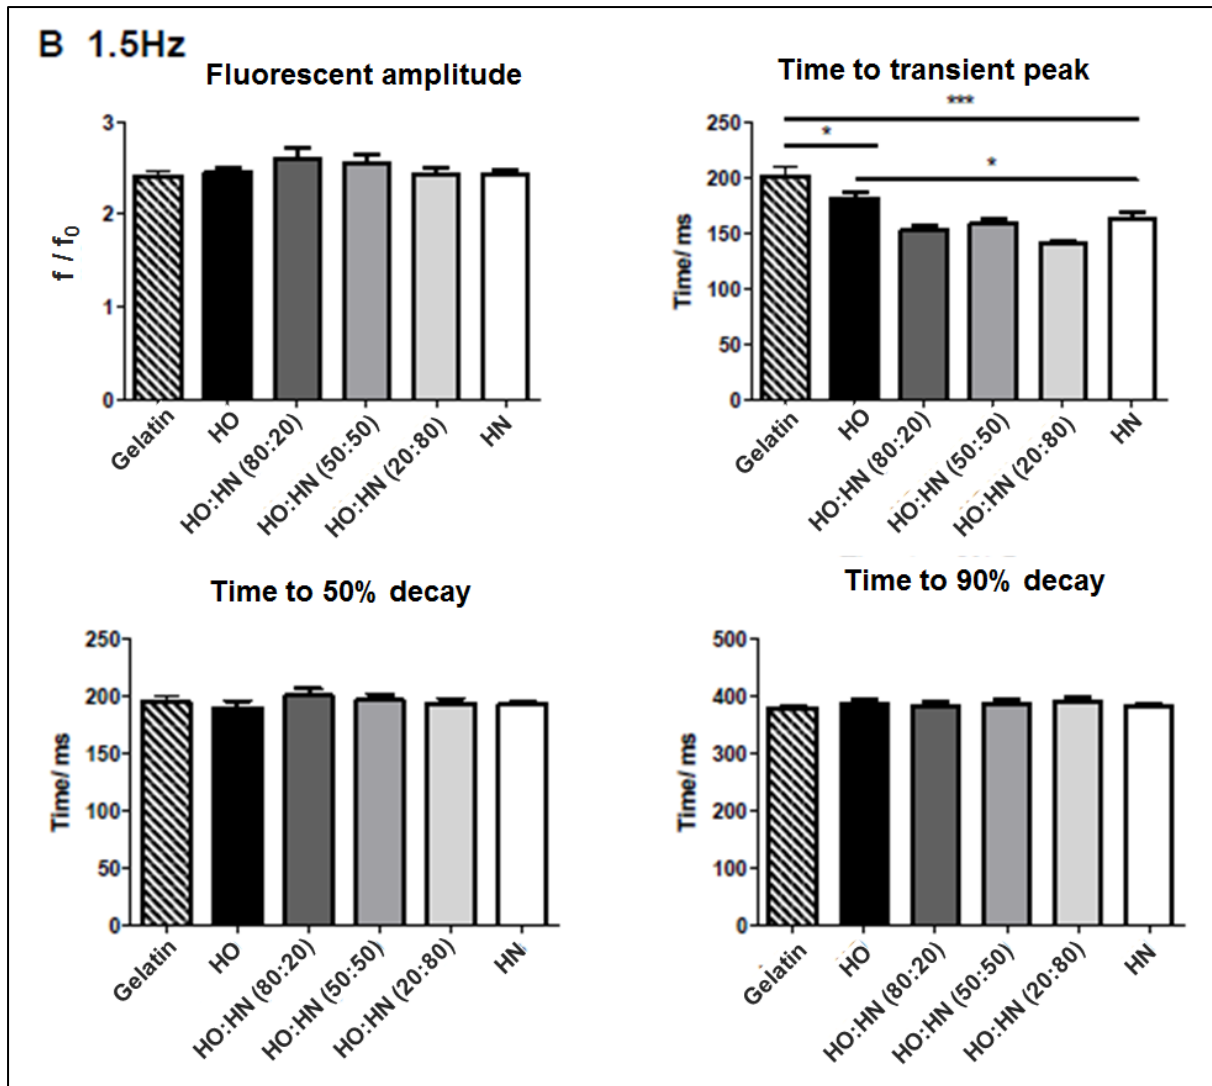 B 1.5Hz
Fluorescent amplitude
3
2
1
0
f / f0
Gelatin
HO
HO:HN (80:20)
HO:HN (50:50)
HO:HN (20:80)
HN
Time to transient peak
***
*
*
250
200
150
100
50
0
Time/ ms
Gelatin
HO
HO:HN (80:20)
HO:HN (50:50)
HO:HN (20:80)
HN
Time to 50% decay
250
200
150
100
50
0
Time/ ms
Gelatin
HO
HO:HN (80:20)
HO:HN (50:50)
HO:HN (20:80)
HN
Time to 90% decay
500
400
300
200
100
0
Time/ ms
Gelatin
HO
HO:HN (80:20)
HO:HN (50:50)
HO:HN (20:80)
HN